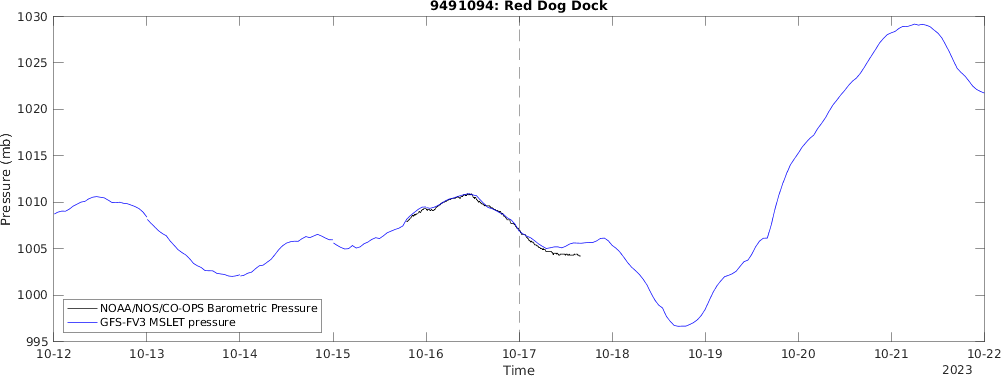 9491094: Red Dog Dock
1030
1025
1020
1015
1010
1005
1000
995
Pressure (mb)
NOAA/NOS/CO-OPS Barometric Pressure
GFS-FV3 MSLET pressure
10-12 10-13 10-14 10-15 10-16 10-17 10-18 10-19 10-20 10-21 10-22
Time
2023